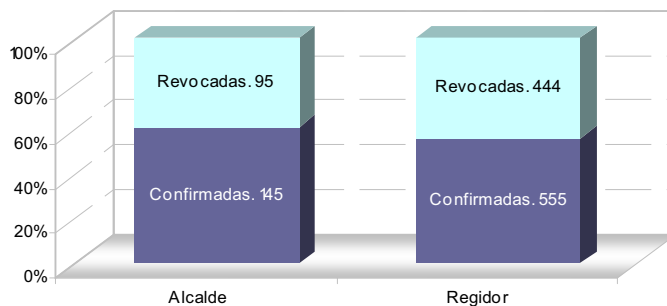 100%
80%
60%
40%
20%
0%
Revocadas. 95
Confirmadas. 145
Revocadas. 444
Confirmadas. 555
Alcalde
Regidor